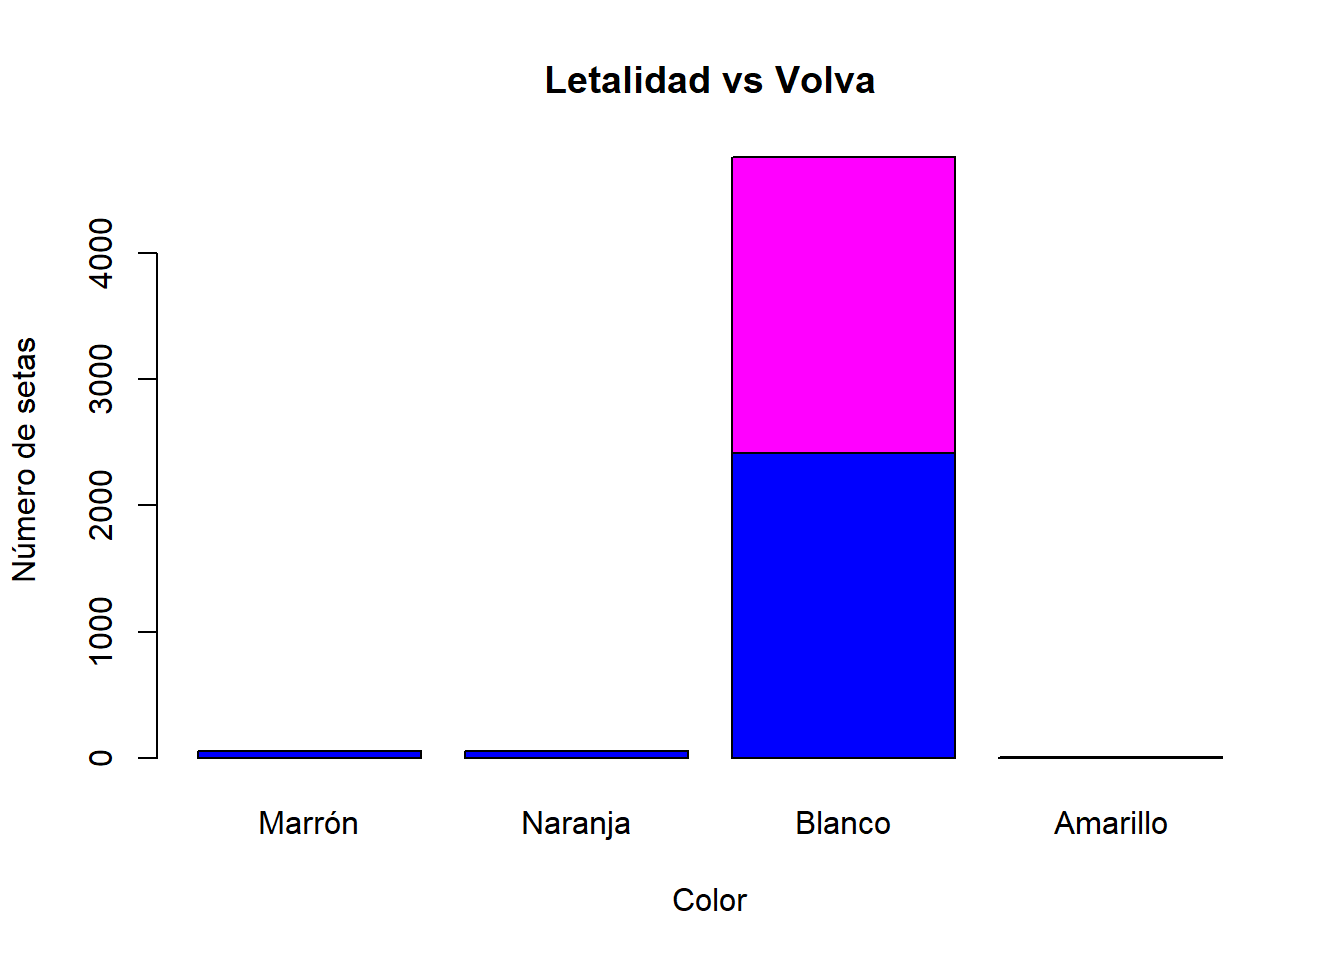 Letalidad vs Volva
Número de setas
4000
3000
2000
1000
0
Marrón Naranja Blanco Amarillo
Color